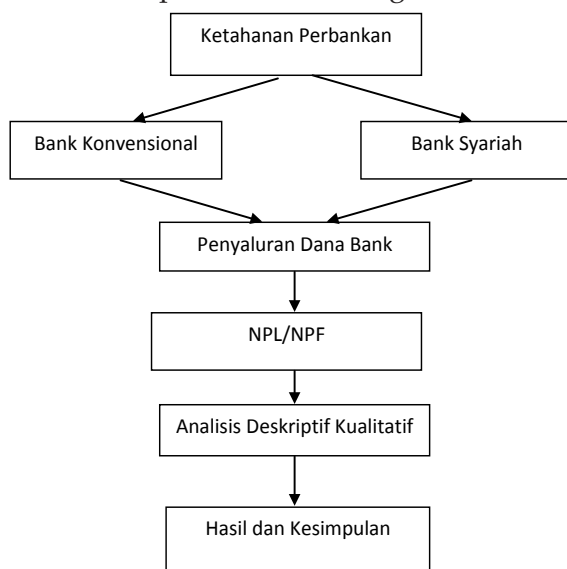 Ketahanan Perbankan
Bank Konvensional
Bank Syariah
Penyaluran Dana Bank
NPL/NPF
Analisis Deskriptif Kualitatif
Hasil dan Kesimpulan